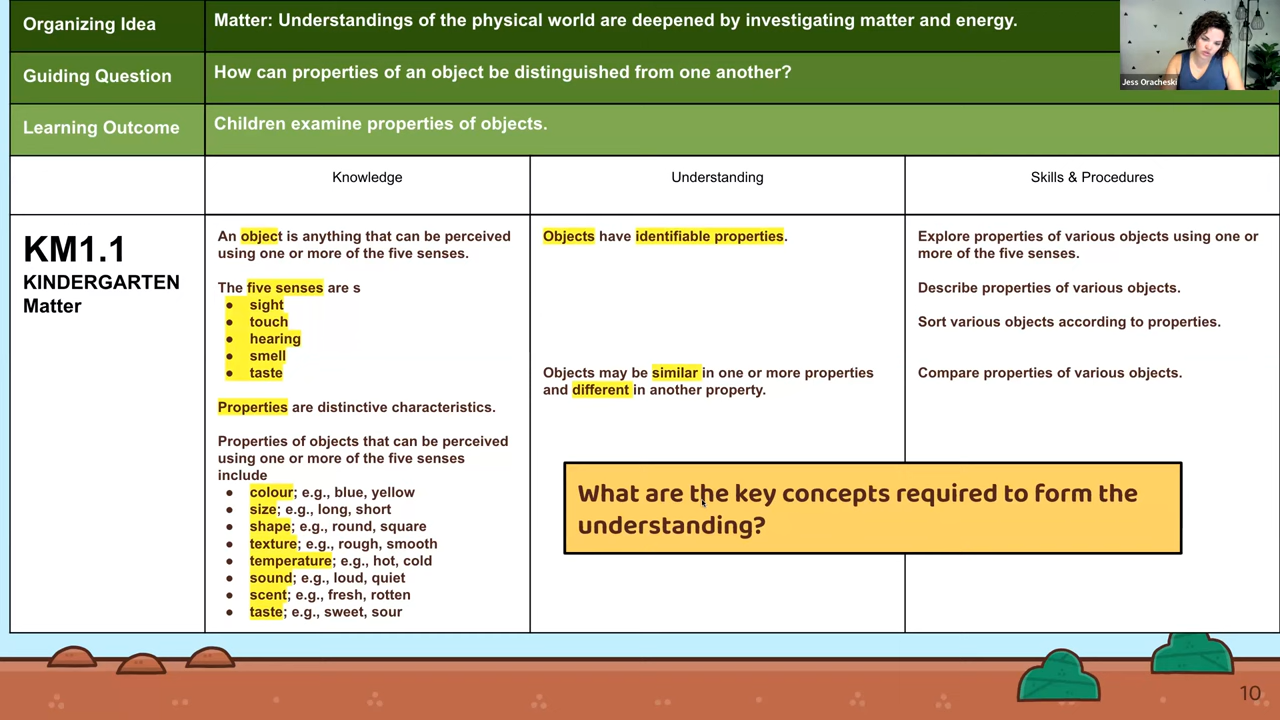 Organizing Idea
Matter: Understandings of the physical world are deepened by investigating matter and energy.
Jess Oracheski
Guiding Question
How can properties of an object be distinguished from one another?
Learning Outcome
Children examine properties of objects.
Knowledge
Understanding
Skills & Procedures
KM1.1
KINDERGARTEN
Matter
An object is anything that can be perceived
using one or more of the five senses.
The five senses are s
● sight
● touch
● hearing
● smell
● taste
Properties are distinctive characteristics.
Properties of objects that can be perceived
using one or more of the five senses
include
● colour; e.g., blue, yellow
● size; e.g., long, short
● shape; e.g., round, square
● texture; e.g., rough, smooth
● temperature; e.g., hot, cold
● sound; e.g., loud, quiet
● scent; e.g., fresh, rotten
● taste; e.g., sweet, sour
Objects have identifiable properties.
Objects may be similar in one or more properties
and different in another property.
Explore properties of various objects using one or
more of the five senses.
Describe properties of various objects.
Sort various objects according to properties.
Compare properties of various objects.
What are the key concepts required to form the
understanding?
10